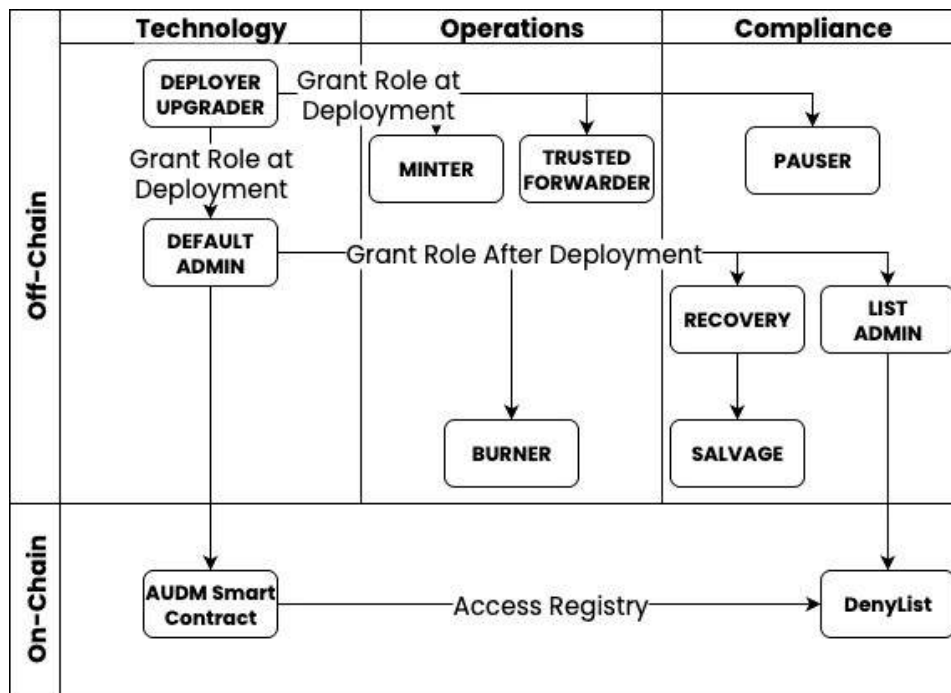 Technology
Operations
Compliance
Off-Chain
DEPLOYER
UPGRADER
Grant Role at
Deployment
MINTER
TRUSTED
FORWARDER
PAUSER
Grant Role at
Deployment
DEFAULT
ADMIN
Grant Role After Deployment
RECOVERY
LIST
ADMIN
BURNER
SALVAGE
On-Chain
AUDM Smart
Contract
Access Registry
DenyList